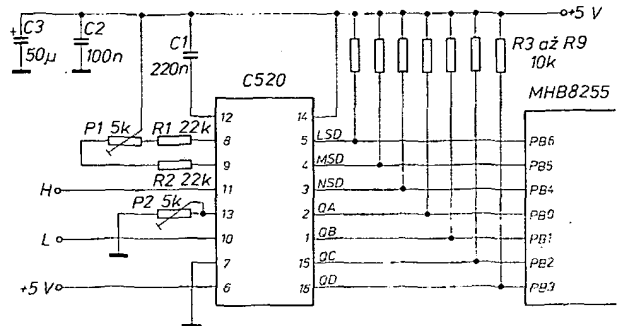 +5 V
C3
50µ
C2
100n
C1
220n
C520
R3 až R9
10k
MHB8255
P1 5k
R1 22k
R2 22k
P2 5k
H
L
+5 V
12
8
9
11
13
10
7
6
14
5 LSD PB6
4 MSD PB5
3 NSD PB4
2 QA PB0
1 QB PB1
15 QC PB2
16 QD PB3